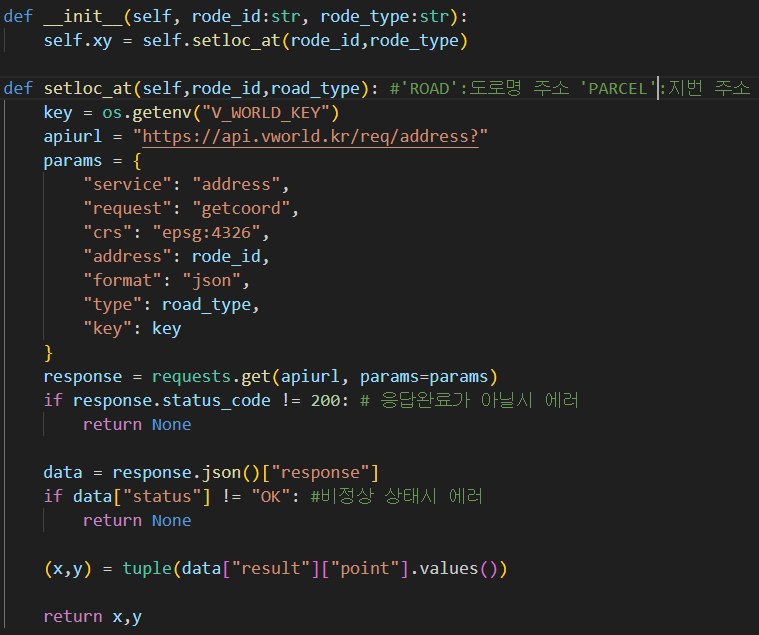 def __init__(self, rode_id:str, rode_type:str):
    self.xy = self.setloc_at(rode_id,rode_type)
def setloc_at(self,rode_id,road_type): #'ROAD':도로명 주소 'PARCEL':지번 주소
    key = os.getenv("V_WORLD_KEY")
    apiurl = "https://api.vworld.kr/req/address?"
    params = {
        "service": "address",
        "request": "getcoord",
        "crs": "epsg:4326",
        "address": rode_id,
        "format": "json",
        "type": road_type,
        "key": key
    }
    response = requests.get(apiurl, params=params)
    if response.status_code != 200: # 응답완료가 아닐시 에러
        return None
    data = response.json()["response"]
    if data["status"] != "OK": #비정상 상태시 에러
        return None
    (x,y) = tuple(data["result"]["point"].values())
    return x,y